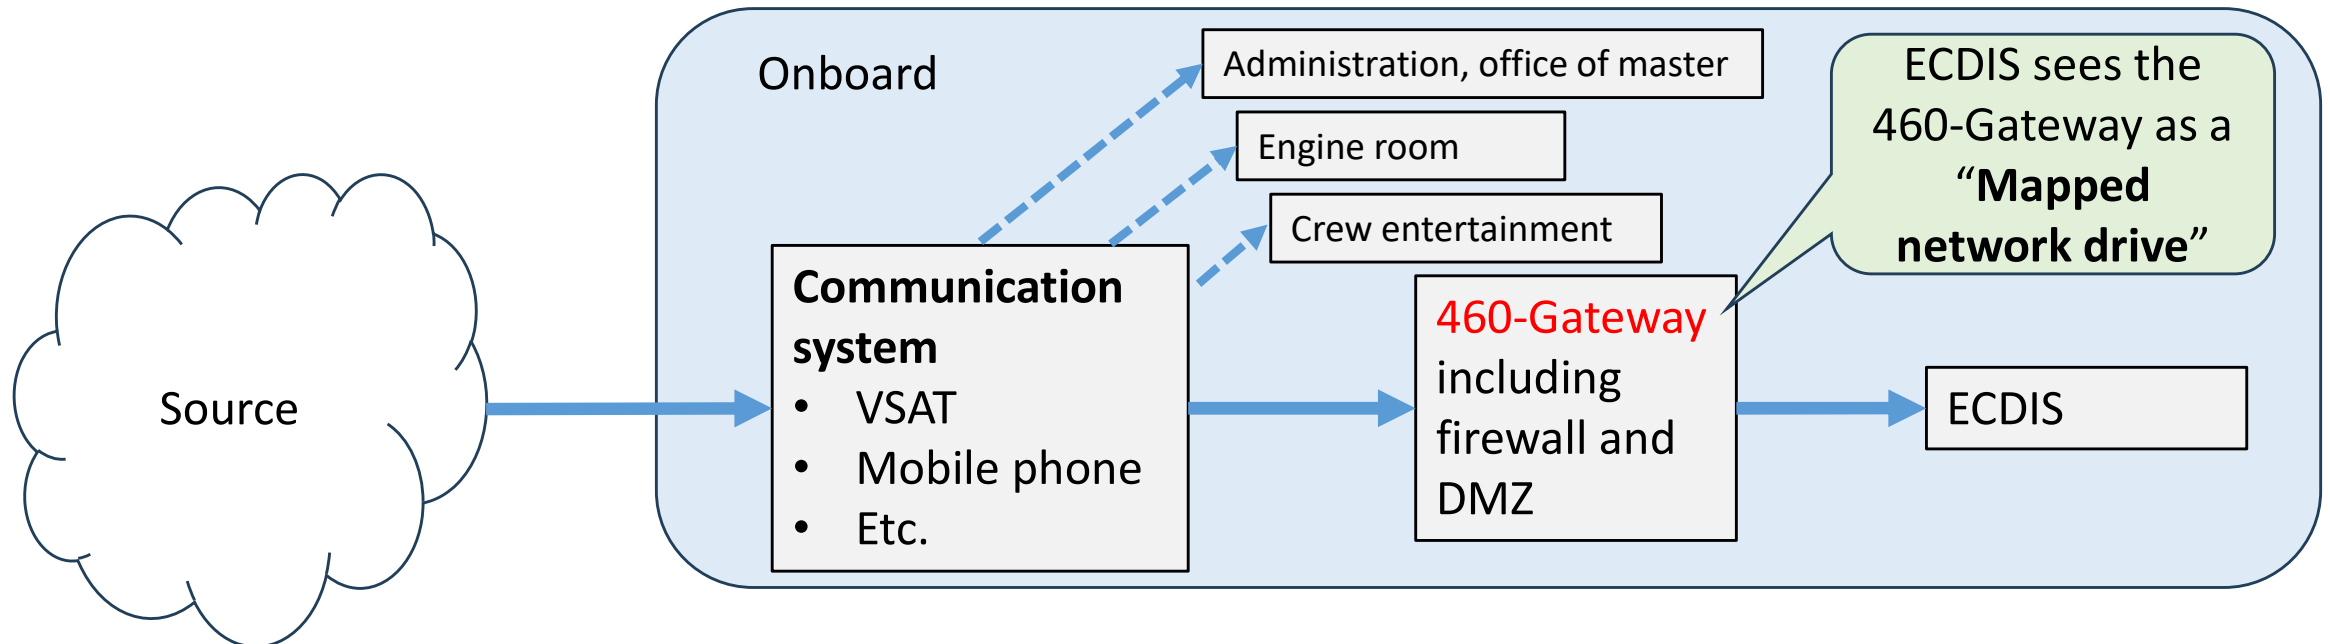 Onboard
Administration, office of master
Engine room
Crew entertainment
ECDIS sees the
460-Gateway as a
“Mapped
network drive”
Source
Communication
system
• VSAT
• Mobile phone
• Etc.
460-Gateway
including
firewall and
DMZ
ECDIS